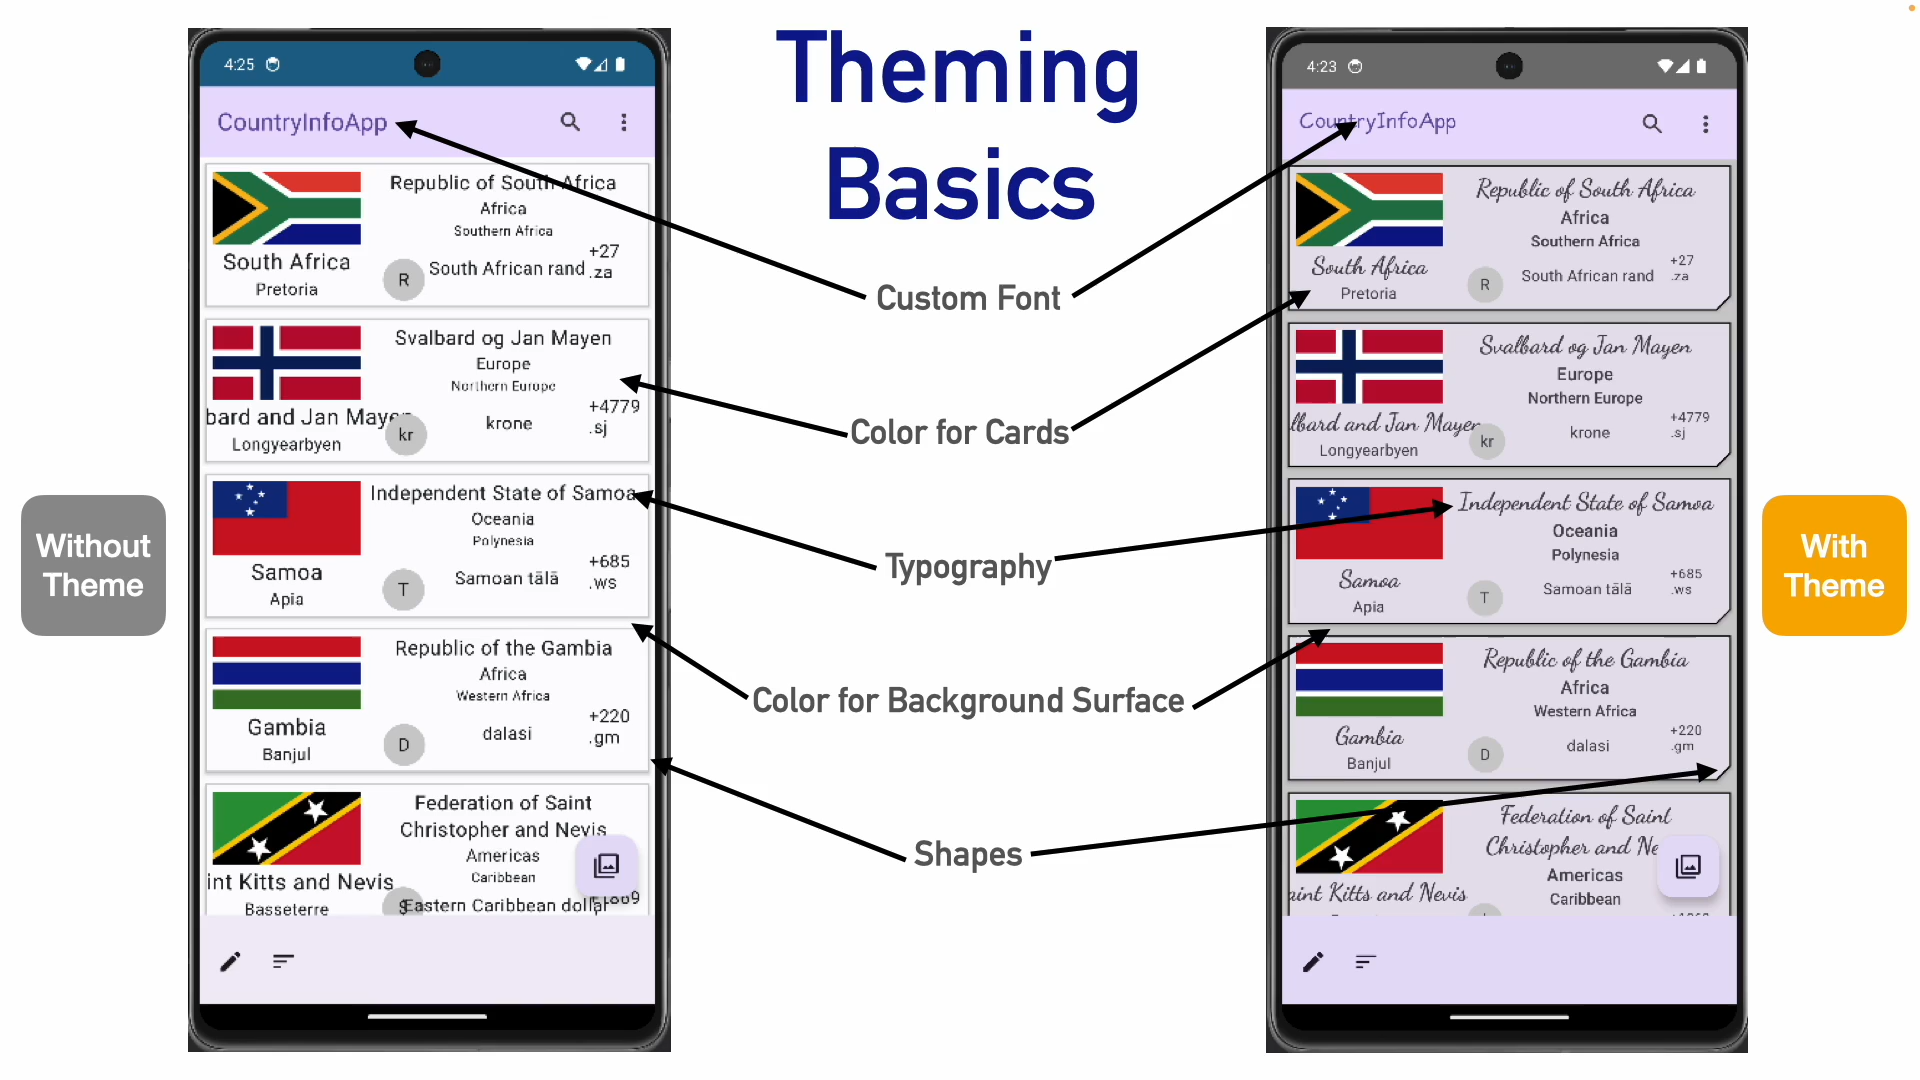 Theming
Basics
Without
Theme
With
Theme
Custom Font
Color for Cards
Typography
Color for Background Surface
Shapes
4:25
CountryInfoApp
Republic of South Africa
Africa
Southern Africa
+27
South African rand .za
South Africa
Pretoria
R
Svalbard og Jan Mayen
Europe
Northern Europe
+4779
krone
.sj
bard and Jan Mayen
Longyearbyen
kr
Independent State of Samoa
Oceania
Polynesia
+685
Samoan tālā
.ws
Samoa
Apia
T
Republic of the Gambia
Africa
Western Africa
+220
dalasi
.gm
Gambia
Banjul
D
Federation of Saint
Christopher and Nevis
Americas
Caribbean
int Kitts and Nevis
Basseterre
Eastern Caribbean dollar
4:23
CountryInfoApp
Republic of South Africa
Africa
Southern Africa
+27
South African rand
.za
South Africa
Pretoria
R
Svalbard og Jan Mayen
Europe
Northern Europe
+4779
krone
.sj
lbard and Jan Mayen
Longyearbyen
kr
Independent State of Samoa
Oceania
Polynesia
+685
Samoan tālā
.ws
Samoa
Apia
T
Republic of the Gambia
Africa
Western Africa
+220
dalasi
.gm
Gambia
Banjul
D
Federation of Saint
Christopher and Ne
Americas
Caribbean
aint Kitts and Nevis